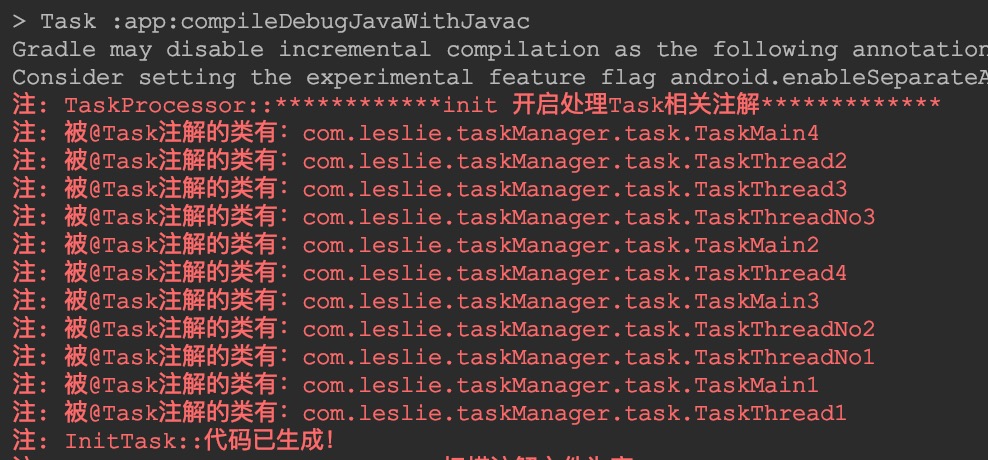 > Task :app:compileDebugJavaWithJavac
Gradle may disable incremental compilation as the following annotation
Consider setting the experimental feature flag android.enableSeparateA
注: TaskProcessor::************init 开启处理Task相关注解*************
注: 被@Task注解的类有: com.leslie.taskManager.task.TaskMain4
注: 被@Task注解的类有: com.leslie.taskManager.task.TaskThread2
注: 被@Task注解的类有: com.leslie.taskManager.task.TaskThread3
注: 被@Task注解的类有: com.leslie.taskManager.task.TaskThreadNo3
注: 被@Task注解的类有: com.leslie.taskManager.task.TaskMain2
注: 被@Task注解的类有: com.leslie.taskManager.task.TaskThread4
注: 被@Task注解的类有: com.leslie.taskManager.task.TaskMain3
注: 被@Task注解的类有: com.leslie.taskManager.task.TaskThreadNo2
注: 被@Task注解的类有: com.leslie.taskManager.task.TaskThreadNo1
注: 被@Task注解的类有: com.leslie.taskManager.task.TaskMain1
注: 被@Task注解的类有: com.leslie.taskManager.task.TaskThread1
注: InitTask::代码已生成!